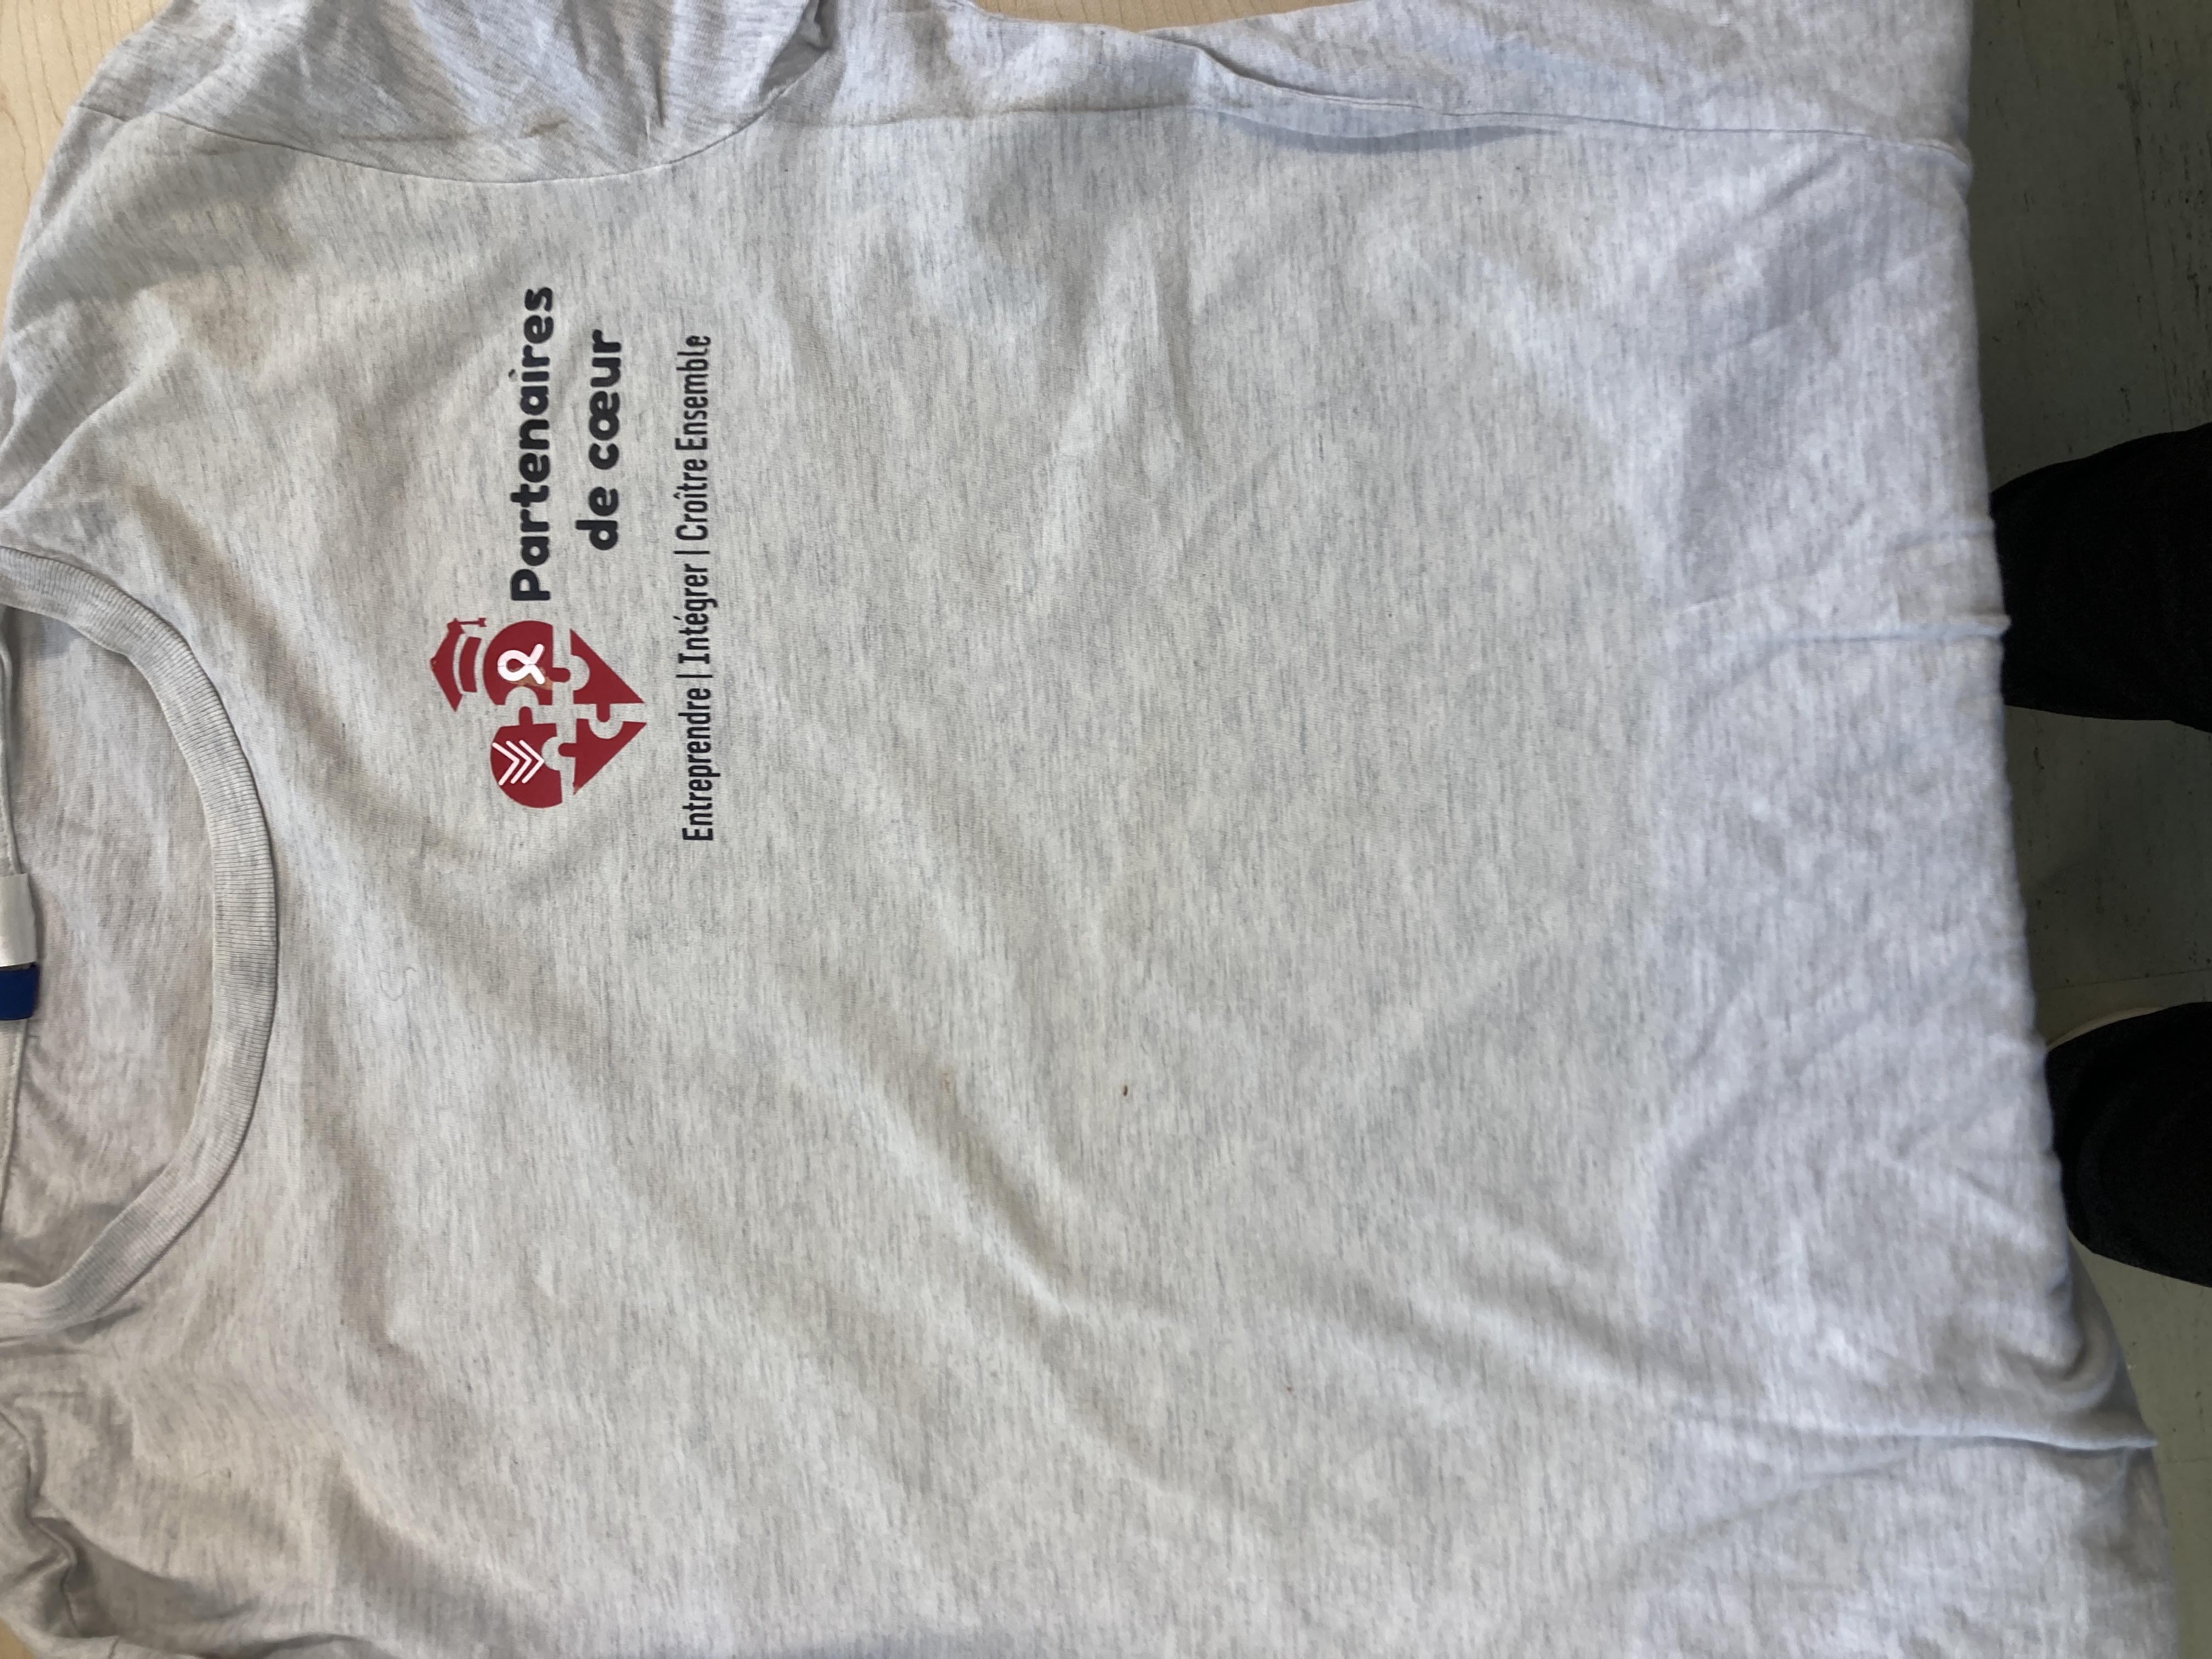 Partenaires
de cœur
Entreprendre | Intégrer | Croître Ensemble